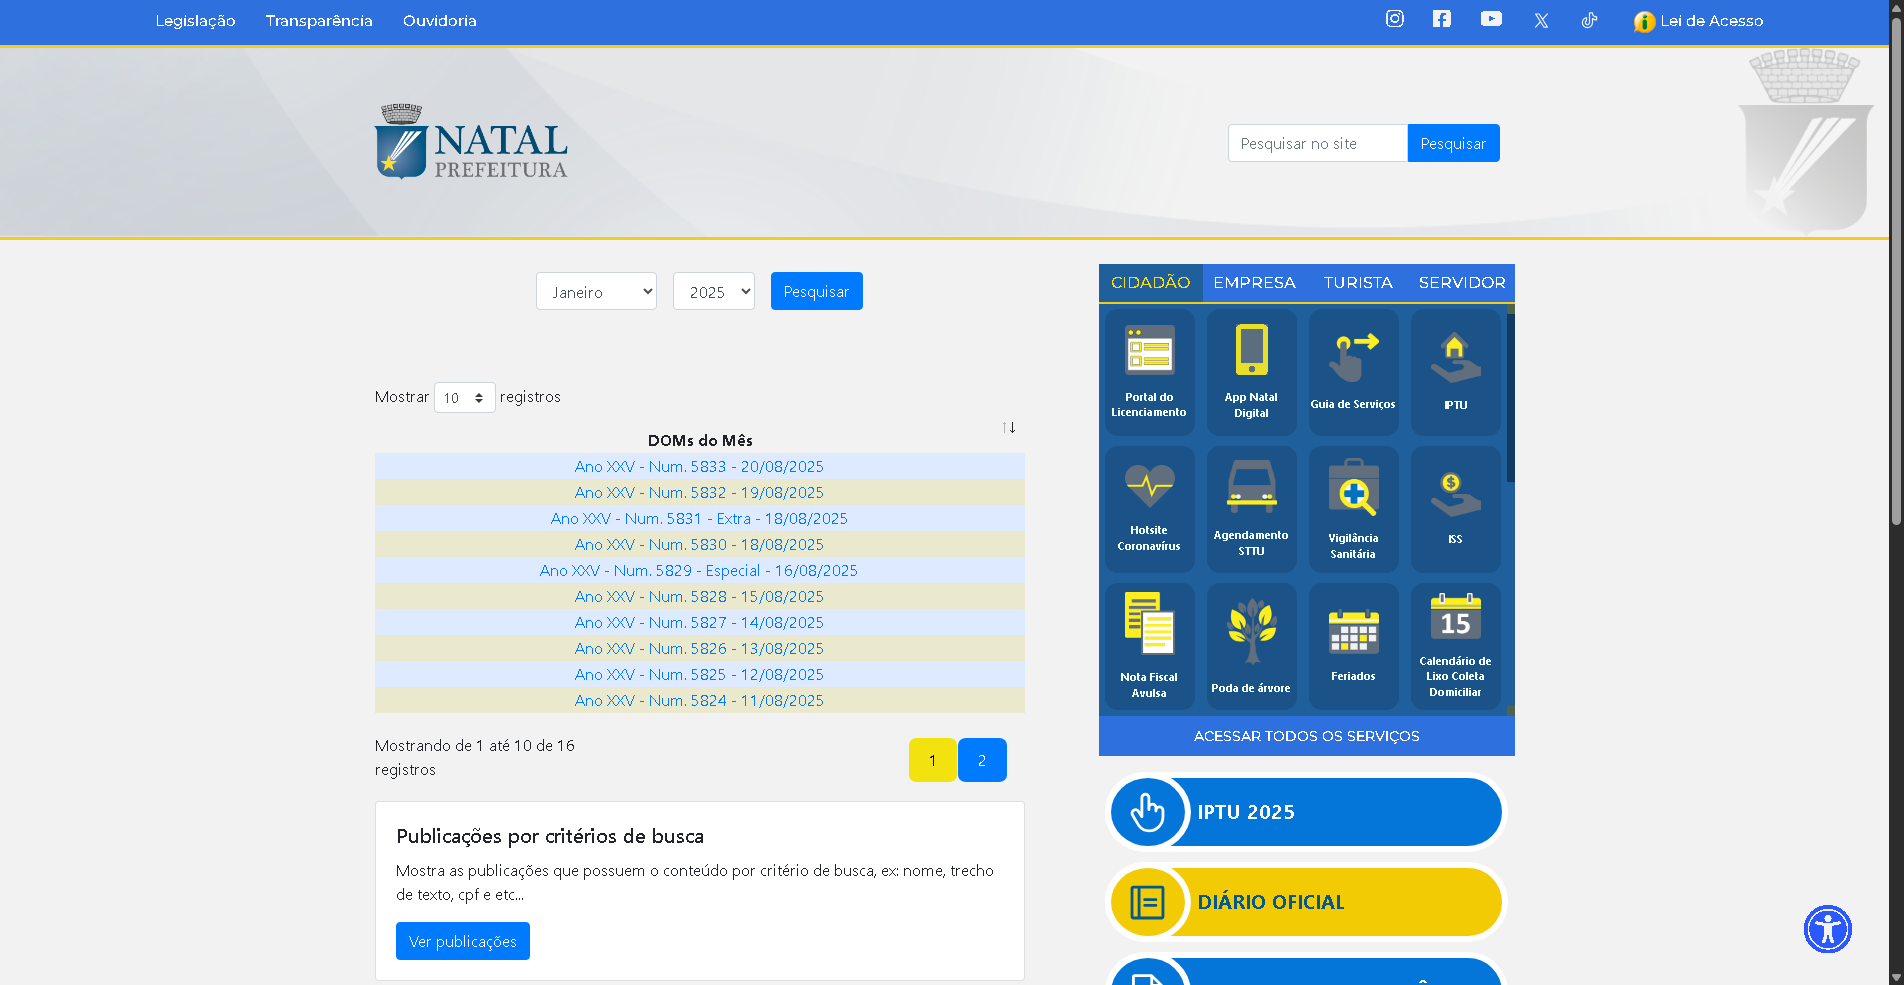 Legislação
Transparência
Ouvidoria
Lei de Acesso
NATAL
PREFEITURA
Pesquisar no site
Pesquisar
Janeiro
2025
Pesquisar
Mostrar 10 registros
DOMs do Mês
Ano XXV - Num. 5833 - 20/08/2025
Ano XXV - Num. 5832 - 19/08/2025
Ano XXV - Num. 5831 - Extra - 18/08/2025
Ano XXV - Num. 5830 - 18/08/2025
Ano XXV - Num. 5829 - Especial - 16/08/2025
Ano XXV - Num. 5828 - 15/08/2025
Ano XXV - Num. 5827 - 14/08/2025
Ano XXV - Num. 5826 - 13/08/2025
Ano XXV - Num. 5825 - 12/08/2025
Ano XXV - Num. 5824 - 11/08/2025
Mostrando de 1 até 10 de 16
registros
1
2
Publicações por critérios de busca
Mostra as publicações que possuem o conteúdo por critério de busca, ex: nome, trecho
de texto, cpf e etc...
Ver publicações
CIDADÃO
EMPRESA
TURISTA
SERVIDOR
Portal do
Licenciamento
App Natal
Digital
Guia de Serviços
IPTU
Hotsite
Coronavírus
Agendamento
STTU
Vigilância
Sanitária
ISS
Nota Fiscal
Avulsa
Poda de árvore
Feriados
15
Calendário de
Lixo Coleta
Domiciliar
ACESSAR TODOS OS SERVIÇOS
IPTU 2025
DIÁRIO OFICIAL